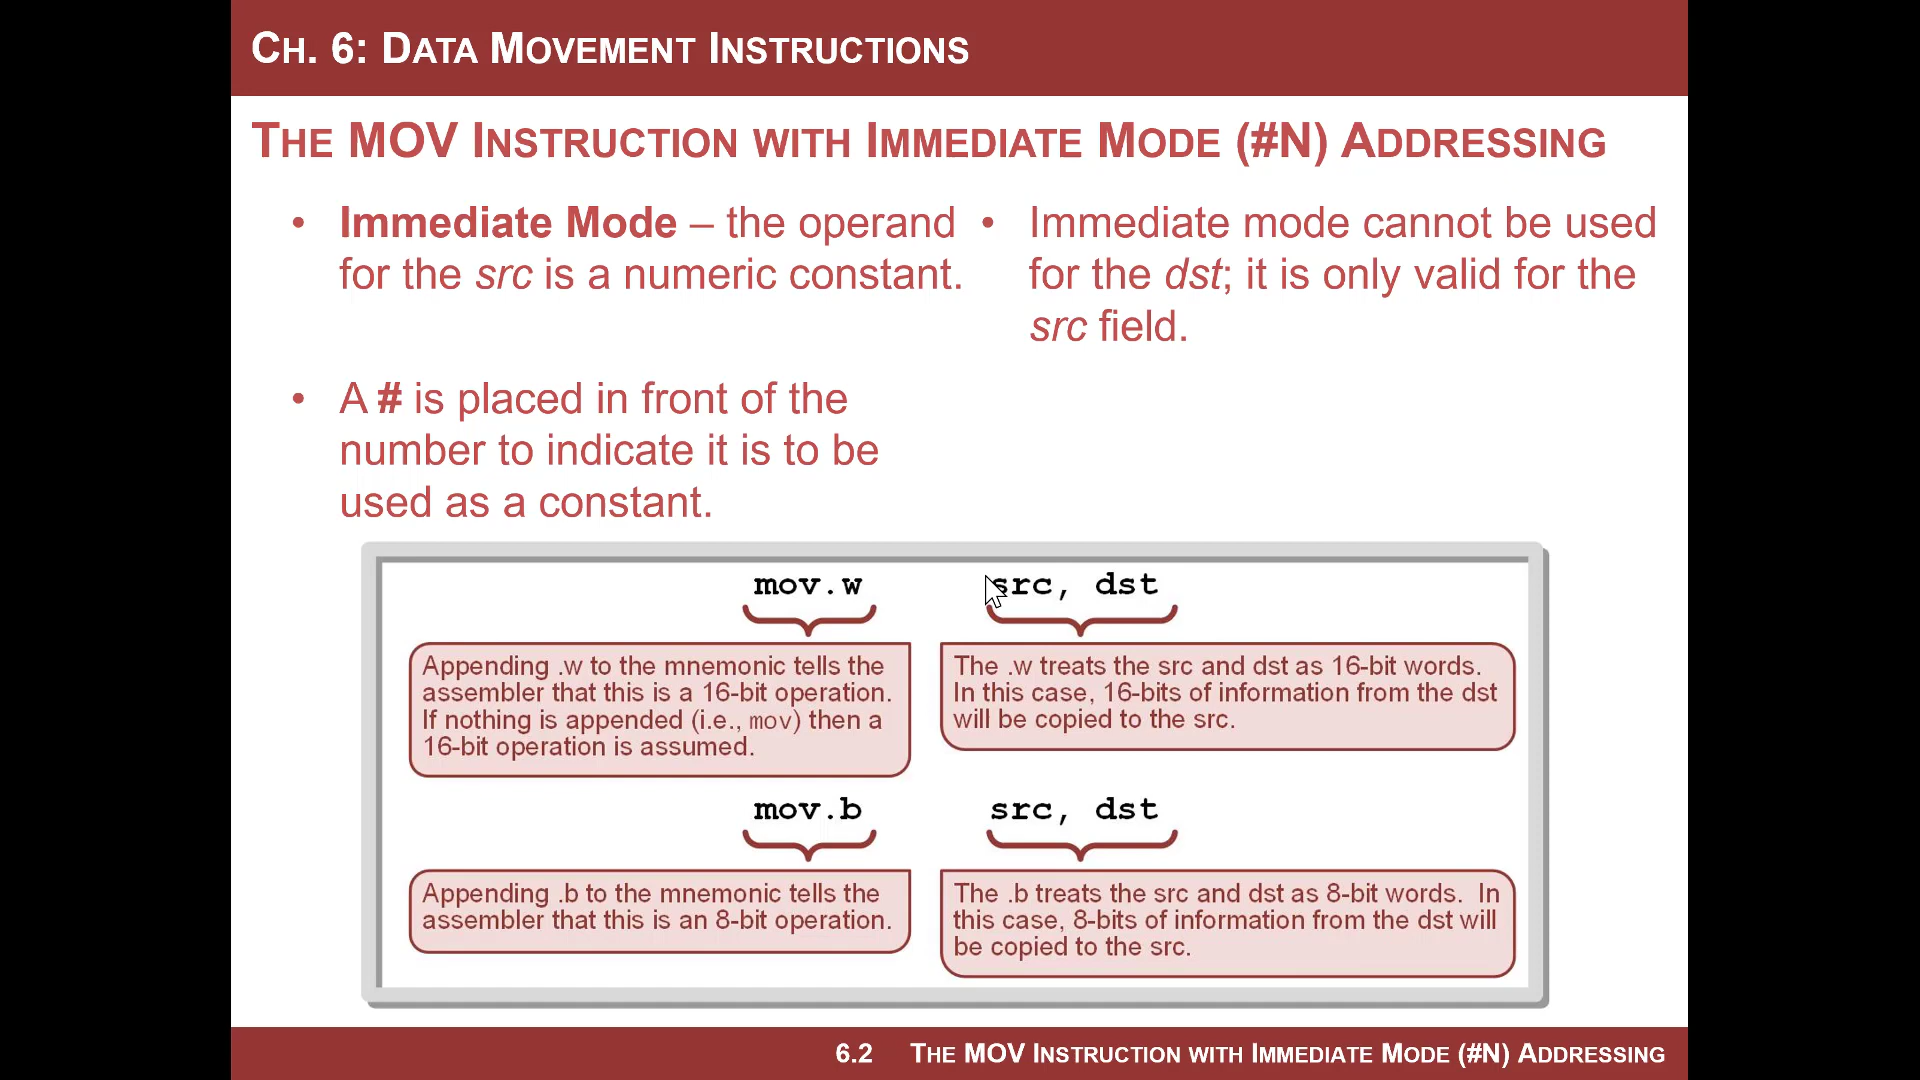 CH. 6: DATA MOVEMENT INSTRUCTIONS
THE MOV INSTRUCTION WITH IMMEDIATE MODE (#N) ADDRESSING
• Immediate Mode – the operand
for the src is a numeric constant.
• A # is placed in front of the
number to indicate it is to be
used as a constant.
• Immediate mode cannot be used
for the dst; it is only valid for the
src field.
mov.w src, dst
Appending .w to the mnemonic tells the
assembler that this is a 16-bit operation.
If nothing is appended (i.e., mov) then a
16-bit operation is assumed.
The .w treats the src and dst as 16-bit words.
In this case, 16-bits of information from the dst
will be copied to the src.
mov.b src, dst
Appending .b to the mnemonic tells the
assembler that this is an 8-bit operation.
The .b treats the src and dst as 8-bit words. In
this case, 8-bits of information from the dst will
be copied to the src.
6.2 THE MOV INSTRUCTION WITH IMMEDIATE MODE (#N) ADDRESSING